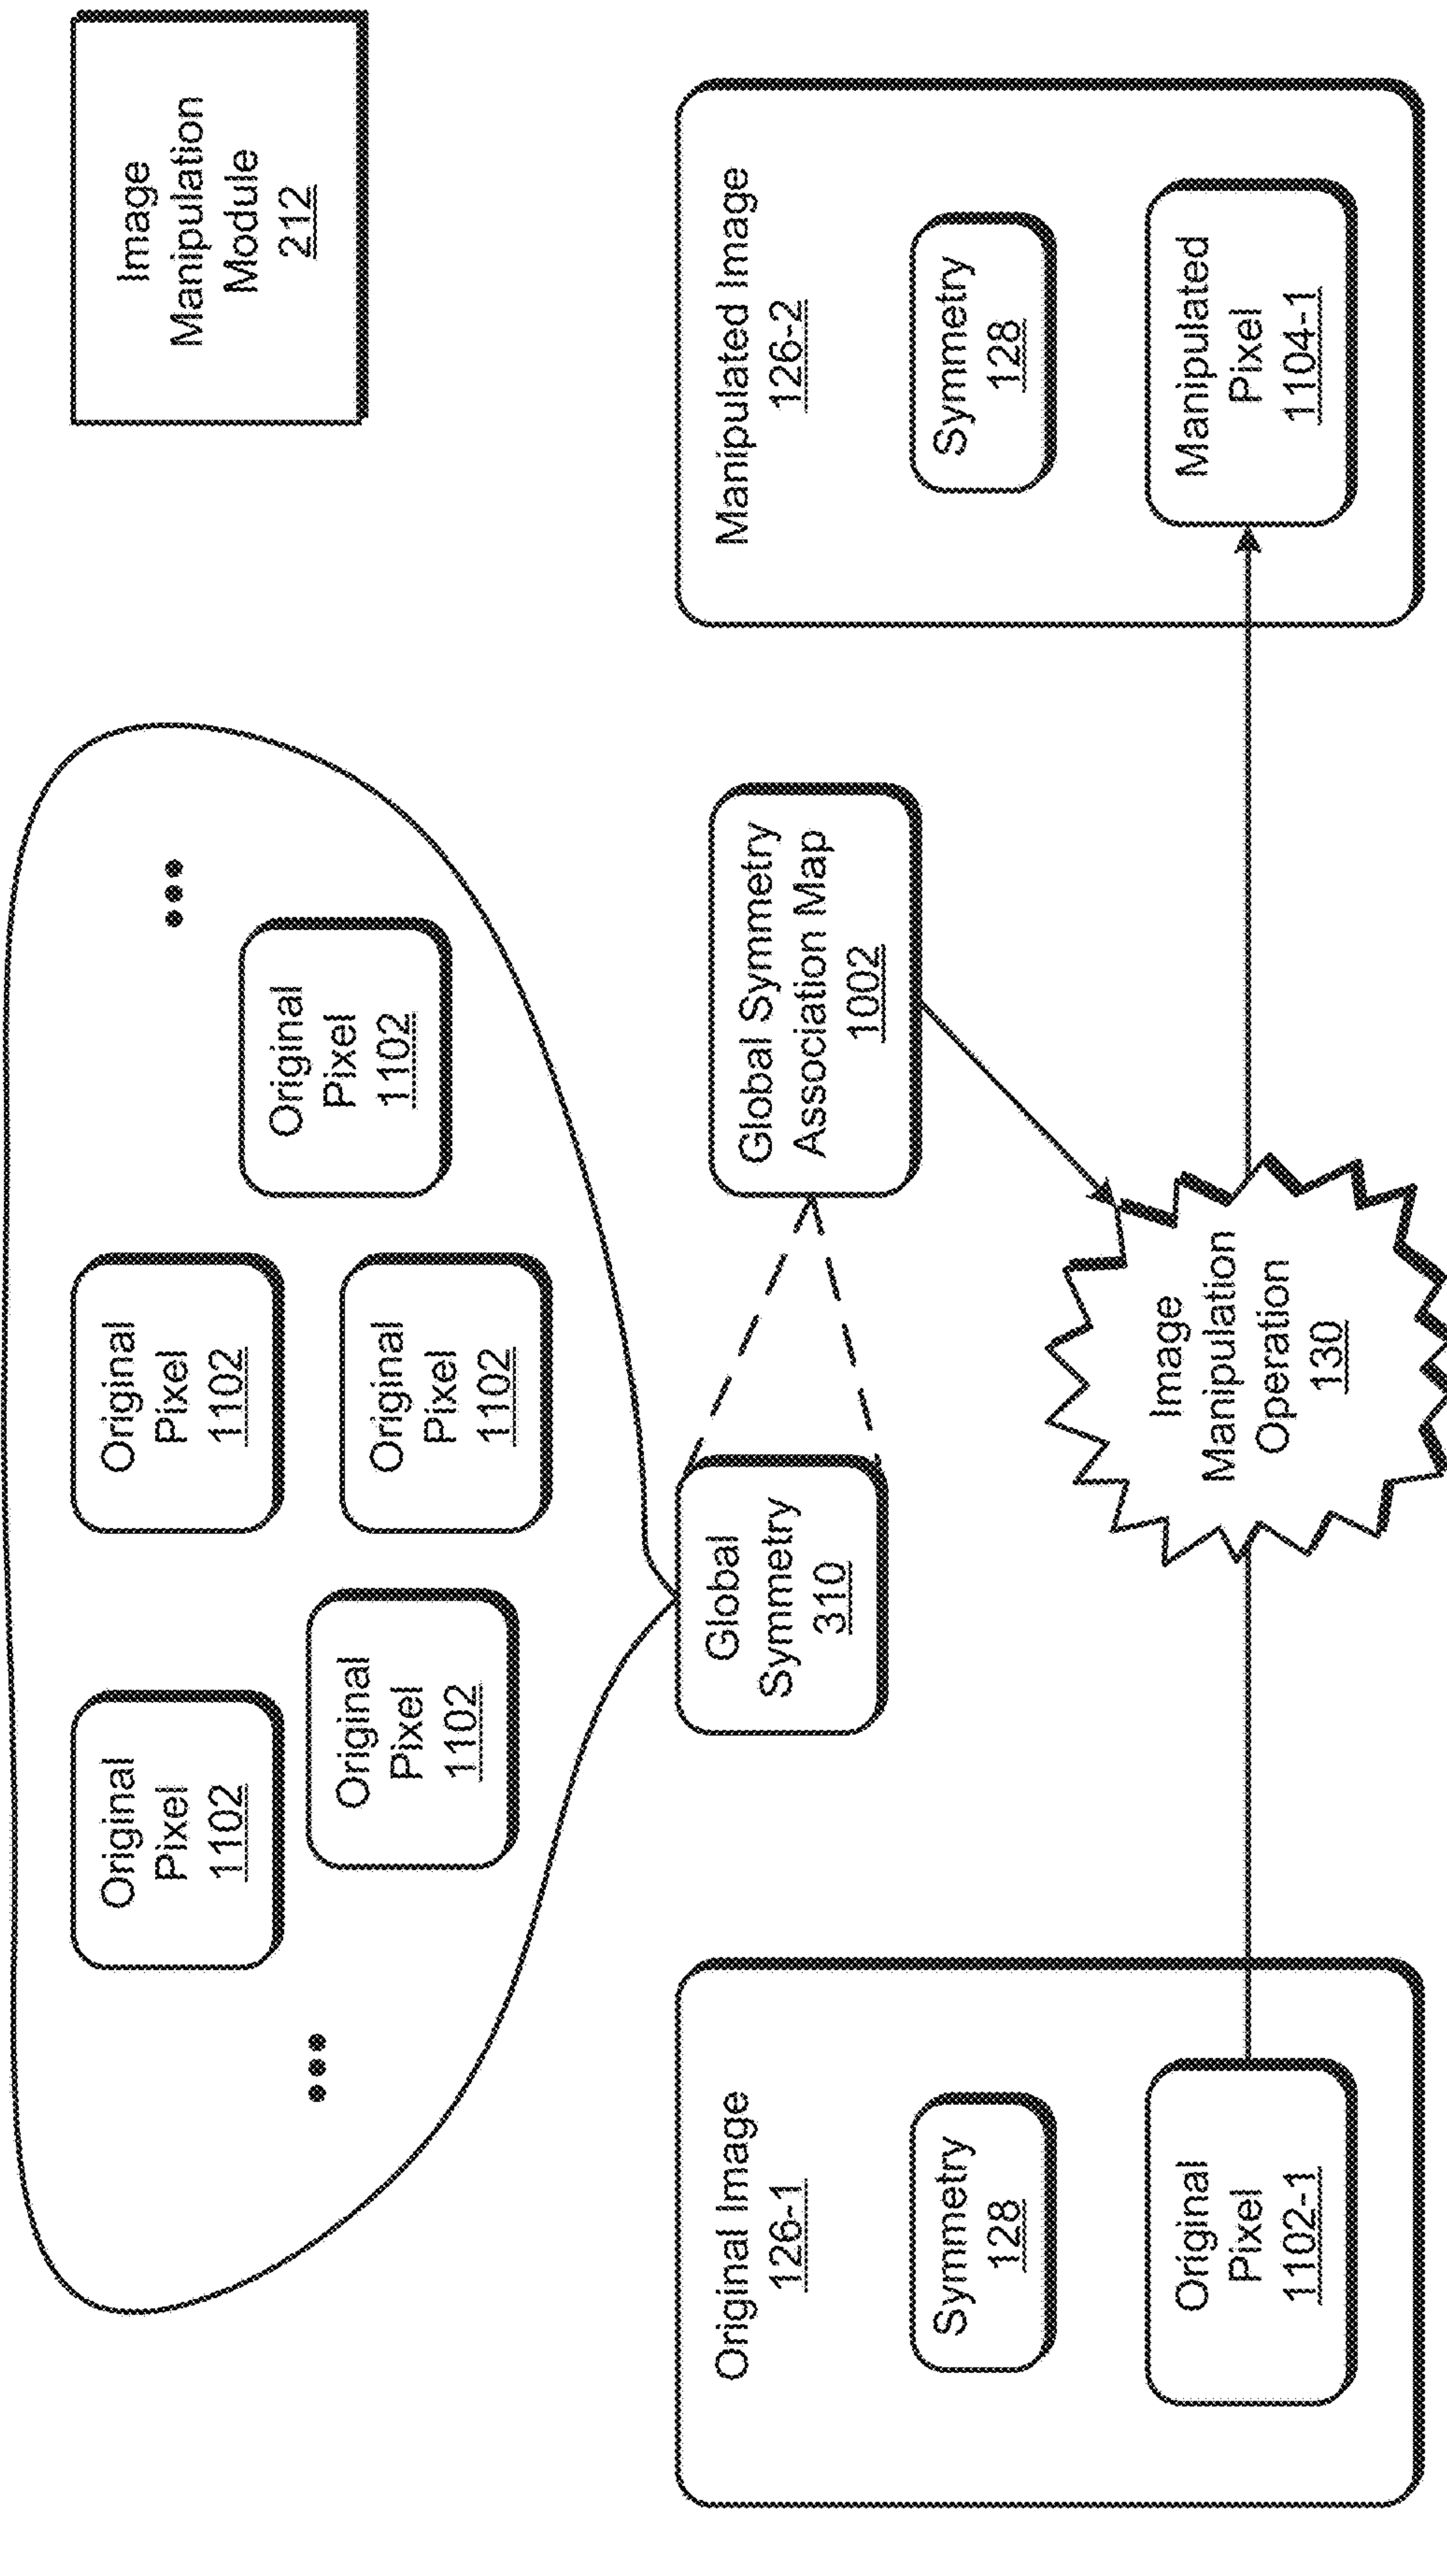 Image
Manipulation
Module
212
Original
Pixel
1102
Original
Pixel
1102
Original
Pixel
1102
Original
Pixel
1102
Original
Pixel
1102
Global
Symmetry
310
Global Symmetry
Association Map
1002
Original Image
126-1
Symmetry
128
Original
Pixel
1102-1
Image
Manipulation
Operation
130
Manipulated Image
126-2
Symmetry
128
Manipulated
Pixel
1104-1